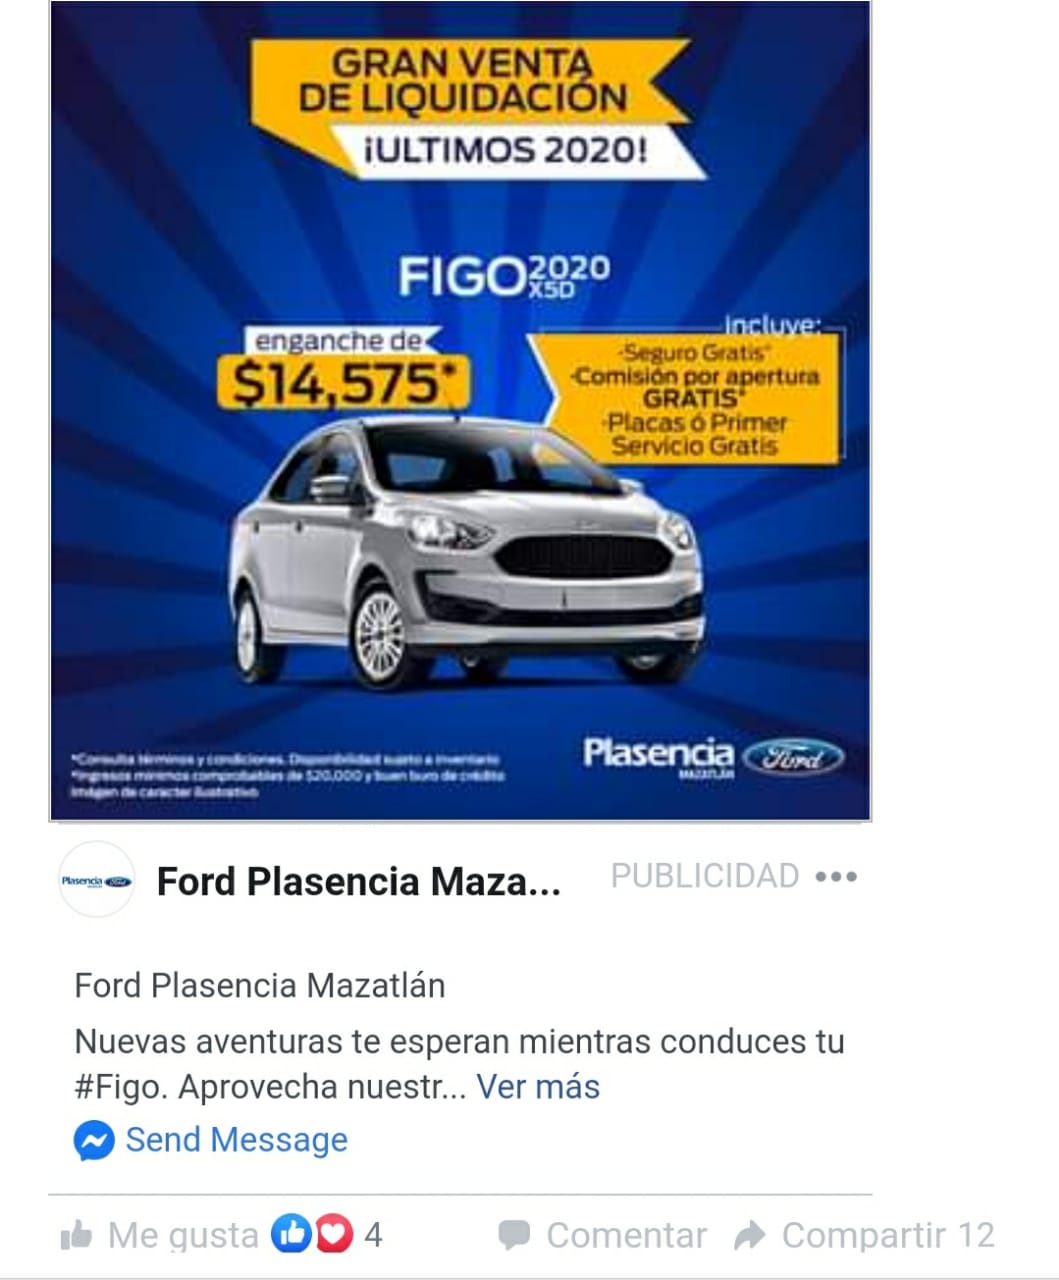 GRAN VENTA
DE LIQUIDACIÓN
¡ULTIMOS 2020!
FIGO 2020
X5D
enganche de
$14,575*
Incluye:
-Seguro Gratis*
-Comisión por apertura
GRATIS*
-Placas ó Primer
Servicio Gratis
*Consulta términos y condiciones. Disponibilidad sujeto a inventario
*Ingresos mínimos comprobables de $20,000 y buen buro de crédito
Imágen de caracter ilustrativo
Plasencia Ford
MAZATLÁN
Plasencia Ford
Ford Plasencia Maza...
PUBLICIDAD
Ford Plasencia Mazatlán
Nuevas aventuras te esperan mientras conduces tu
#Figo. Aprovecha nuestr... Ver más
Send Message
Me gusta 4 Comentar Compartir 12